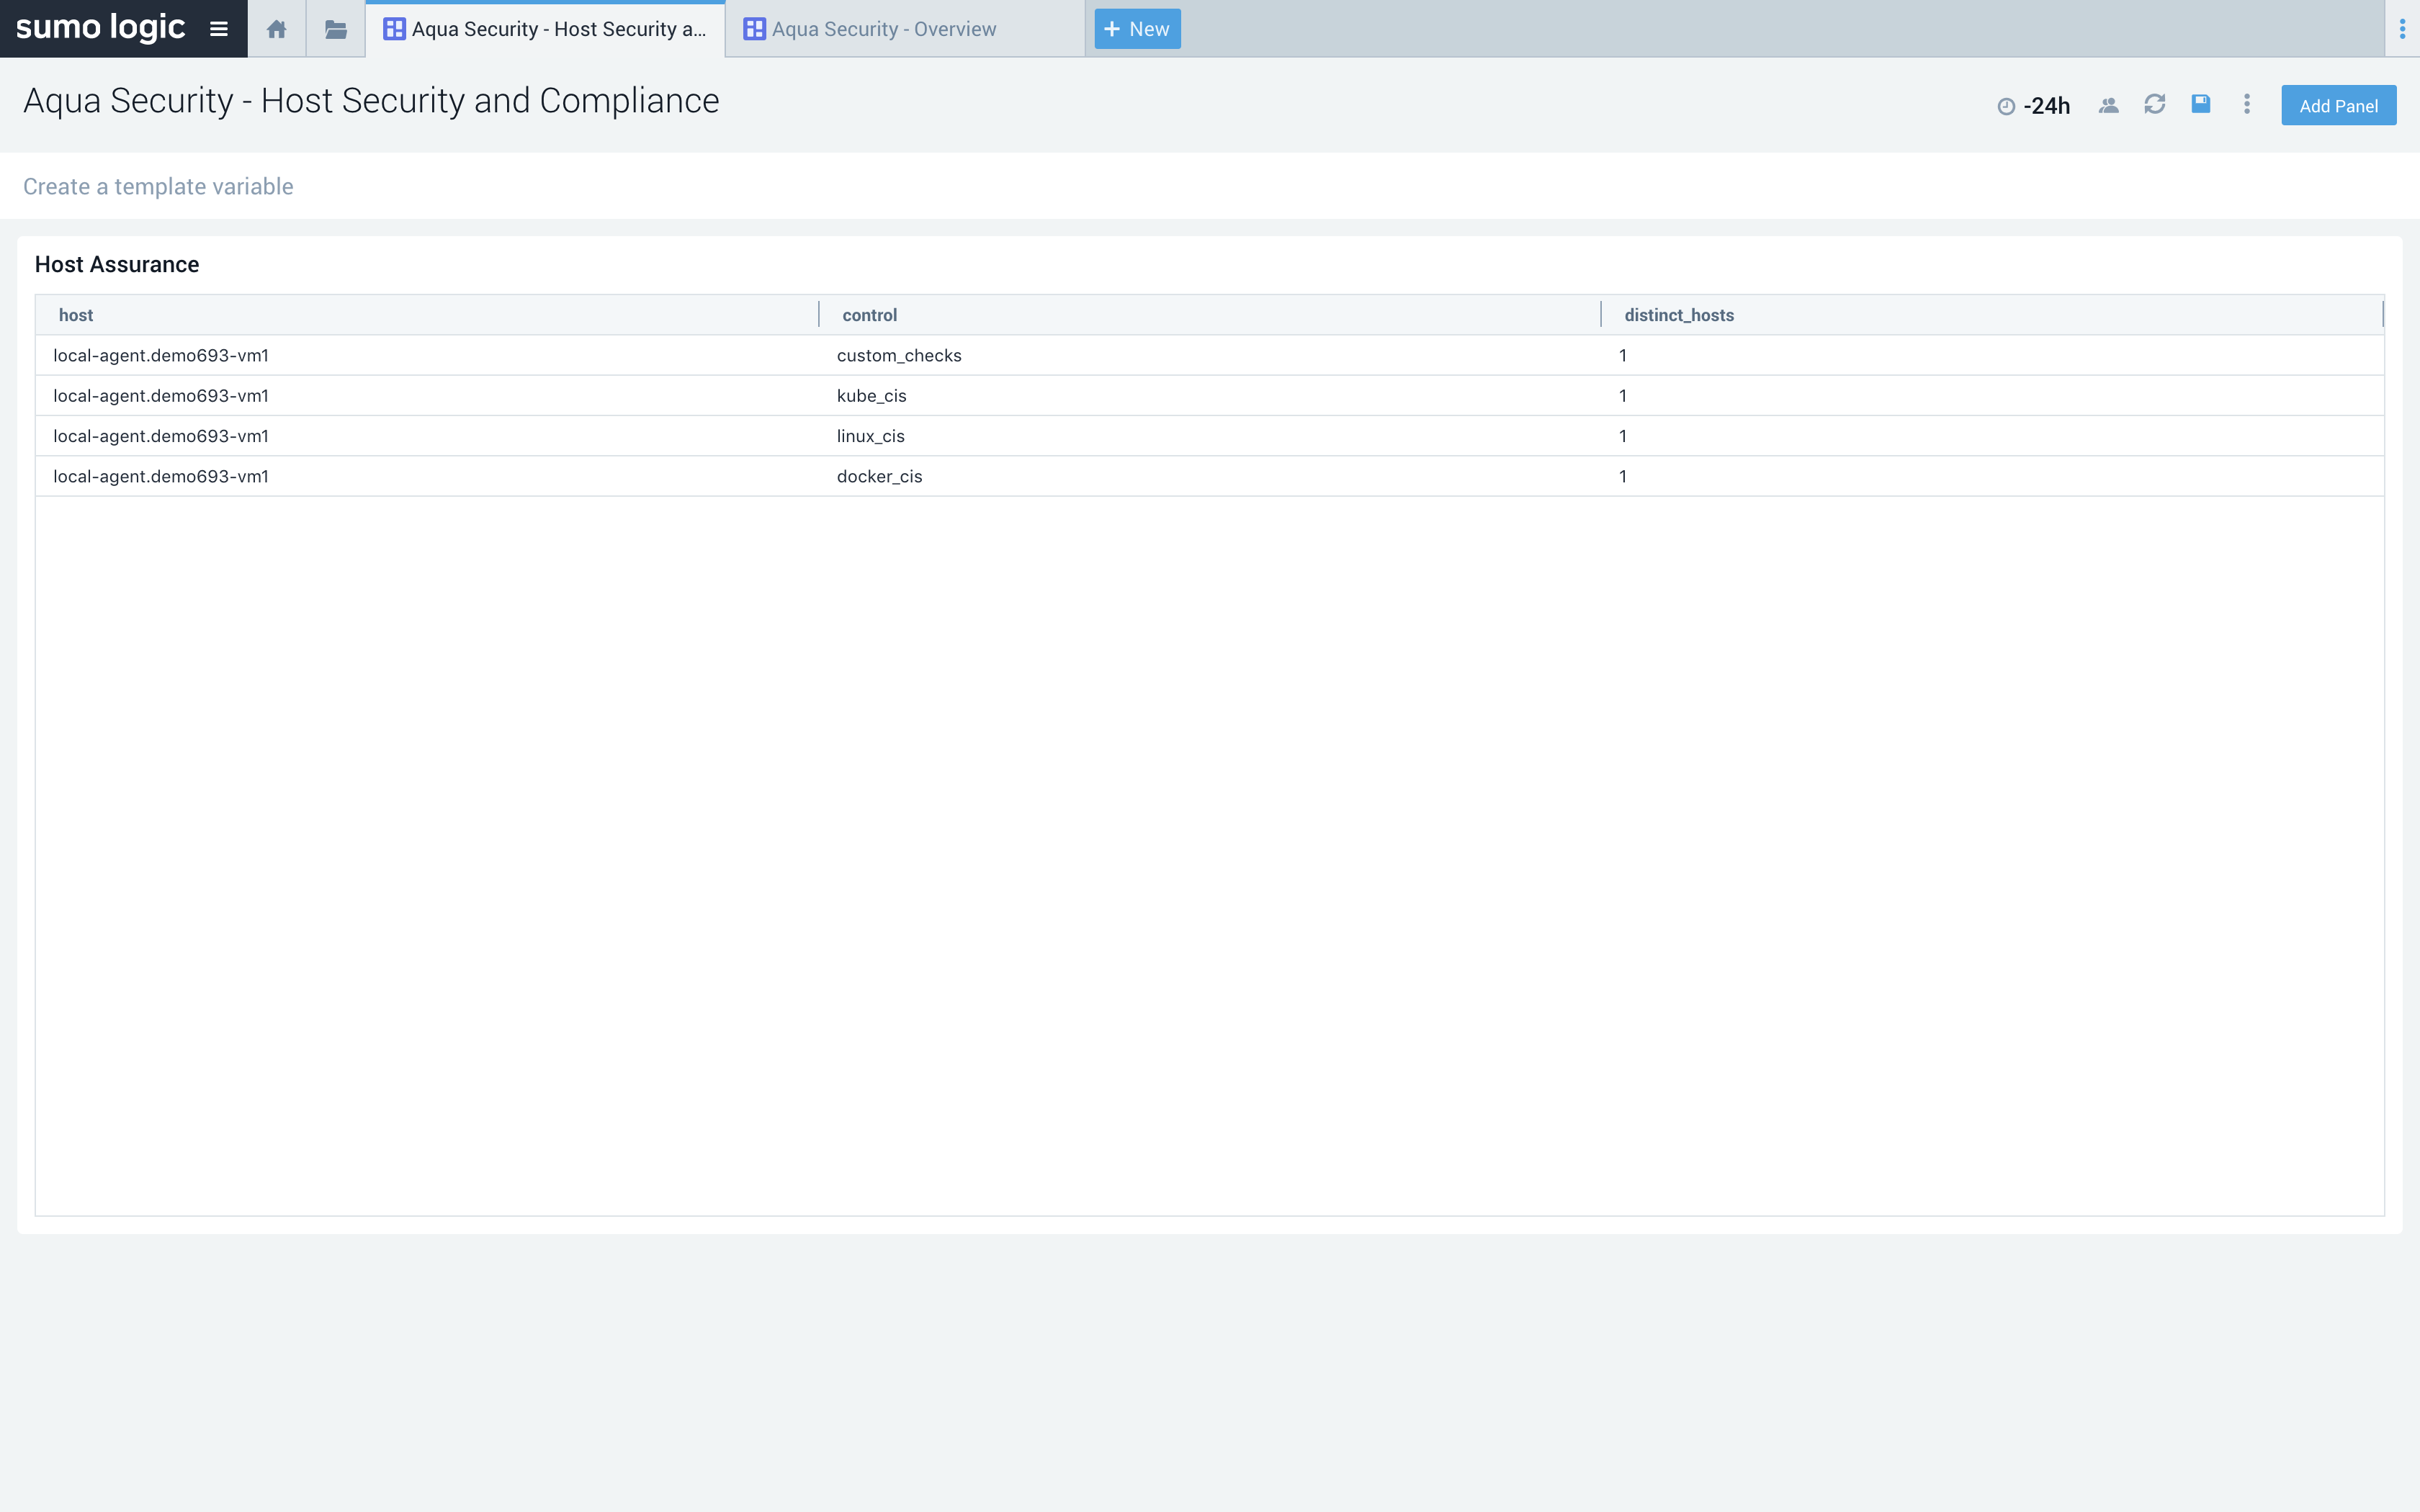 sumo logic
Aqua Security - Host Security a...
Aqua Security - Overview
+ New
Aqua Security - Host Security and Compliance
-24h
Add Panel
Create a template variable
Host Assurance
host control distinct_hosts
local-agent.demo693-vm1 custom_checks 1
local-agent.demo693-vm1 kube_cis 1
local-agent.demo693-vm1 linux_cis 1
local-agent.demo693-vm1 docker_cis 1